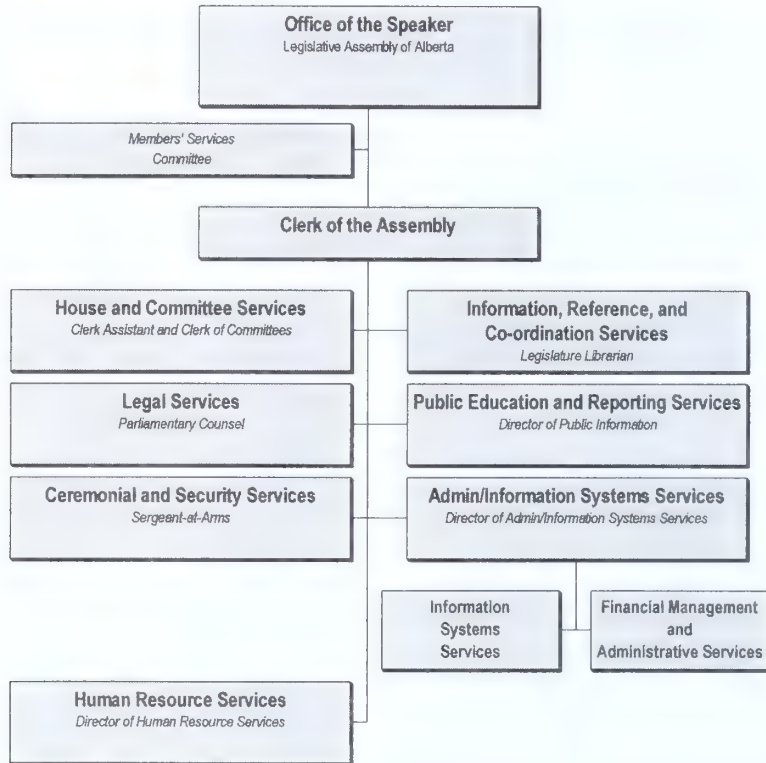 Office of the Speaker
Legislative Assembly of Alberta
Members' Services
Committee
Clerk of the Assembly
House and Committee Services
Clerk Assistant and Clerk of Committees
Information, Reference, and
Co-ordination Services
Legislature Librarian
Legal Services
Parliamentary Counsel
Public Education and Reporting Services
Director of Public Information
Ceremonial and Security Services
Sergeant-at-Arms
Admin/Information Systems Services
Director of Admin/Information Systems Services
Information
Systems
Services
Financial Management
and
Administrative Services
Human Resource Services
Director of Human Resource Services